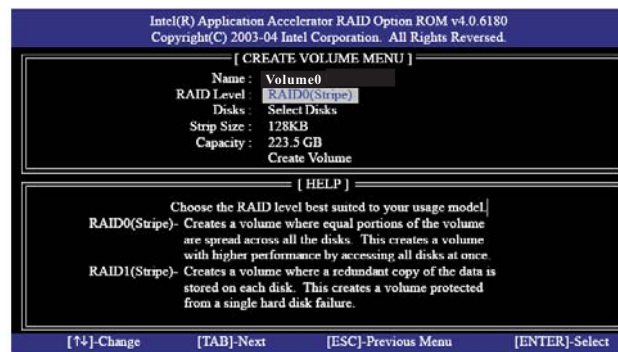 Intel(R) Application Accelerator RAID Option ROM v4.0.6180
Copyright(C) 2003-04 Intel Corporation. All Rights Reversed.
[ CREATE VOLUME MENU ]
Name : Volume0
RAID Level : RAID0(Stripe)
Disks : Select Disks
Strip Size : 128KB
Capacity : 223.5 GB
Create Volume
[ HELP ]
Choose the RAID level best suited to your usage model.
RAID0(Stripe)- Creates a volume where equal portions of the volume
are spread across all the disks. This creates a volume
with higher performance by accessing all disks at once.
RAID1(Stripe)- Creates a volume where a redundant copy of the data is
stored on each disk. This creates a volume protected
from a single hard disk failure.
[↑↓]-Change [TAB]-Next [ESC]-Previous Menu [ENTER]-Select